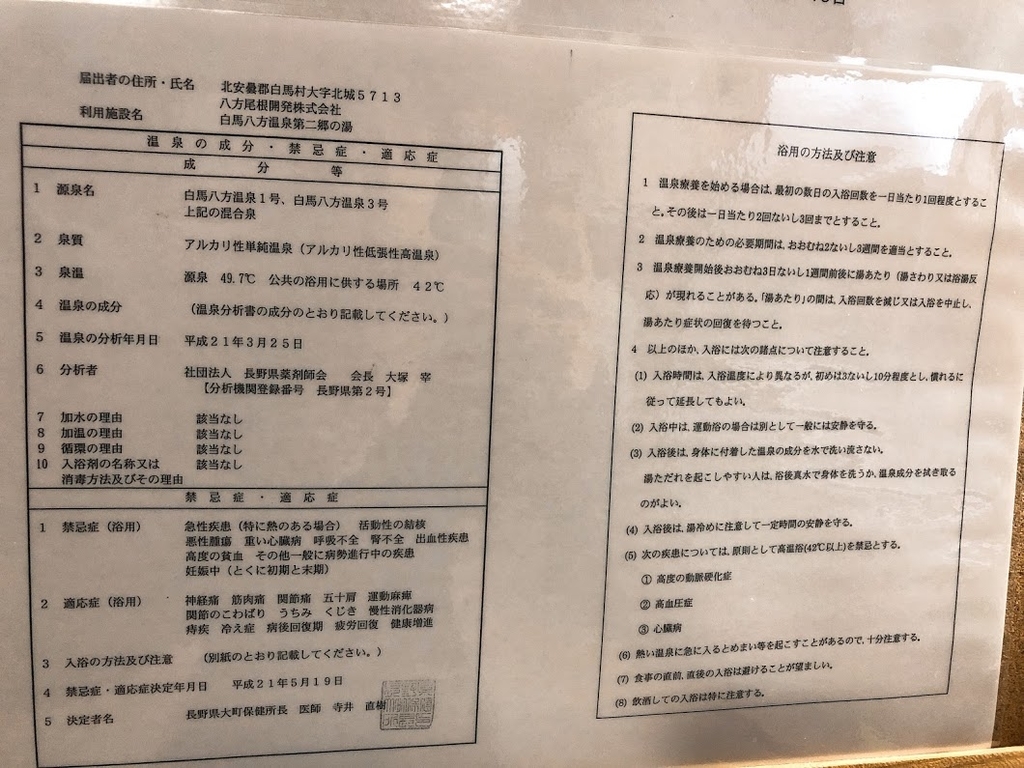 届出者の住所・氏名 北安曇郡白馬村大字北城５７１３
八方尾根開発株式会社
利用施設名 白馬八方温泉第二郷の湯
温泉の成分・禁忌症・適応症
成分等
1 源泉名 白馬八方温泉１号、白馬八方温泉３号
上記の混合泉
2 泉質 アルカリ性単純温泉（アルカリ性低張性高温泉）
3 泉温 源泉 49.7℃ 公共の浴用に供する場所 ４２℃
4 温泉の成分 （温泉分析書の成分のとおり記載してください。）
5 温泉の分析年月日 平成２１年３月２５日
6 分析者 社団法人 長野県薬剤師会 会長 大塚 宰
【分析機関登録番号 長野県第２号】
7 加水の理由 該当なし
8 加温の理由 該当なし
9 循環の理由 該当なし
10 入浴剤の名称又は 該当なし
消毒方法及びその理由
禁忌症・適応症
1 禁忌症（浴用） 急性疾患（特に熱のある場合） 活動性の結核
悪性腫瘍 重い心臓病 呼吸不全 腎不全 出血性疾患
高度の貧血 その他一般に病勢進行中の疾患
妊娠中（とくに初期と末期）
2 適応症（浴用） 神経痛 筋肉痛 関節痛 五十肩 運動麻痺
関節のこわばり うちみ くじき 慢性消化器病
痔疾 冷え症 病後回復期 疲労回復 健康増進
3 入浴の方法及び注意 （別紙のとおり記載してください。）
4 禁忌症・適応症決定年月日 平成２１年５月１９日
5 決定者名 長野県大町保健所長 医師 寺井 直樹
浴用の方法及び注意
1 温泉療養を始める場合は、最初の数日の入浴回数を一日当たり1回程度とするこ
と。その後は一日当たり2回ないし3回までとすること。
2 温泉療養のための必要期間は、おおむね2ないし3週間を適当とすること。
3 温泉療養開始後おおむね3日ないし1週間前後に湯あたり（湯さわり又は浴湯反
応）が現れることがある。「湯あたり」の間は、入浴回数を減じ又は入浴を中止し、
湯あたり症状の回復を待つこと。
4 以上のほか、入浴には次の諸点について注意すること。
(1) 入浴時間は、入浴温度により異なるが、初めは3ないし10分程度とし、慣れるに
従って延長してもよい。
(2) 入浴中は、運動浴の場合は別として一般には安静を守る。
(3) 入浴後は、身体に付着した温泉の成分を水で洗い流さない。
湯ただれを起こしやすい人は、浴後真水で身体を洗うか、温泉成分を拭き取る
のがよい。
(4) 入浴後は、湯冷めに注意して一定時間の安静を守る。
(5) 次の疾患については、原則として高温浴(42℃以上)を禁忌とする。
① 高度の動脈硬化症
② 高血圧症
③ 心臓病
(6) 熱い温泉に急に入るとめまい等を起こすことがあるので、十分注意する。
(7) 食事の直前、直後の入浴は避けることが望ましい。
(8) 飲酒しての入浴は特に注意する。